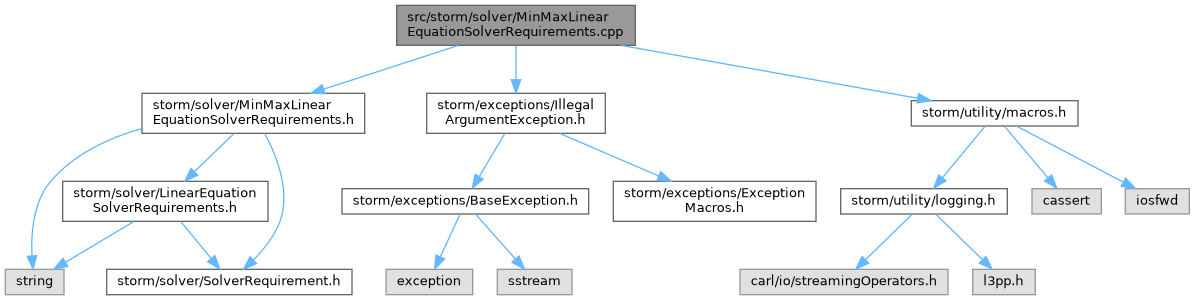 src/storm/solver/MinMaxLinear
EquationSolverRequirements.cpp
storm/solver/MinMaxLinear
EquationSolverRequirements.h
storm/exceptions/Illegal
ArgumentException.h
storm/utility/macros.h
storm/solver/LinearEquation
SolverRequirements.h
storm/exceptions/BaseException.h
storm/exceptions/Exception
Macros.h
storm/utility/logging.h
cassert
iosfwd
string
storm/solver/SolverRequirement.h
exception
sstream
carl/io/streamingOperators.h
l3pp.h